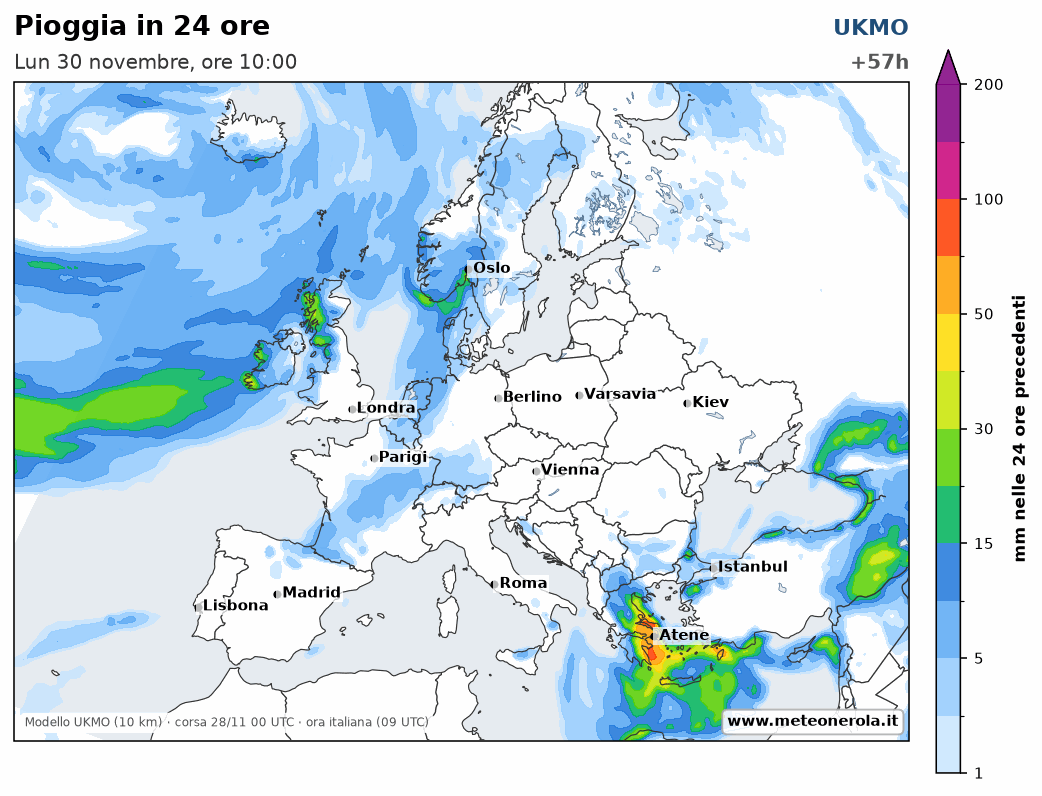 Pioggia in 24 ore
UKMO
Lun 30 novembre, ore 10:00
+57h
200
100
50
30
15
5
1
mm nelle 24 ore precedenti
Oslo
Berlino
Varsavia
Kiev
Londra
Parigi
Vienna
Istanbul
Roma
Madrid
Lisbona
Atene
Modello UKMO (10 km) · corsa 28/11 00 UTC · ora italiana (09 UTC)
www.meteonerola.it